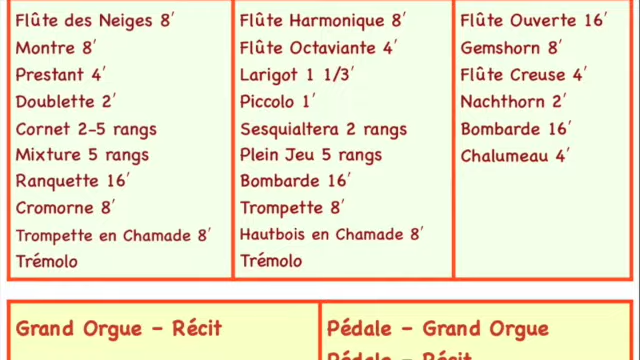 Flûte des Neiges 8′
Montre 8′
Prestant 4′
Doublette 2′
Cornet 2-5 rangs
Mixture 5 rangs
Ranquette 16′
Cromorne 8′
Trompette en Chamade 8′
Trémolo
Flûte Harmonique 8′
Flûte Octaviante 4′
Larigot 1 1/3′
Piccolo 1′
Sesquialtera 2 rangs
Plein Jeu 5 rangs
Bombarde 16′
Trompette 8′
Hautbois en Chamade 8′
Trémolo
Flûte Ouverte 16′
Gemshorn 8′
Flûte Creuse 4′
Nachthorn 2′
Bombarde 16′
Chalumeau 4′
Grand Orgue – Récit
Pédale – Grand Orgue
Pédale – Récit